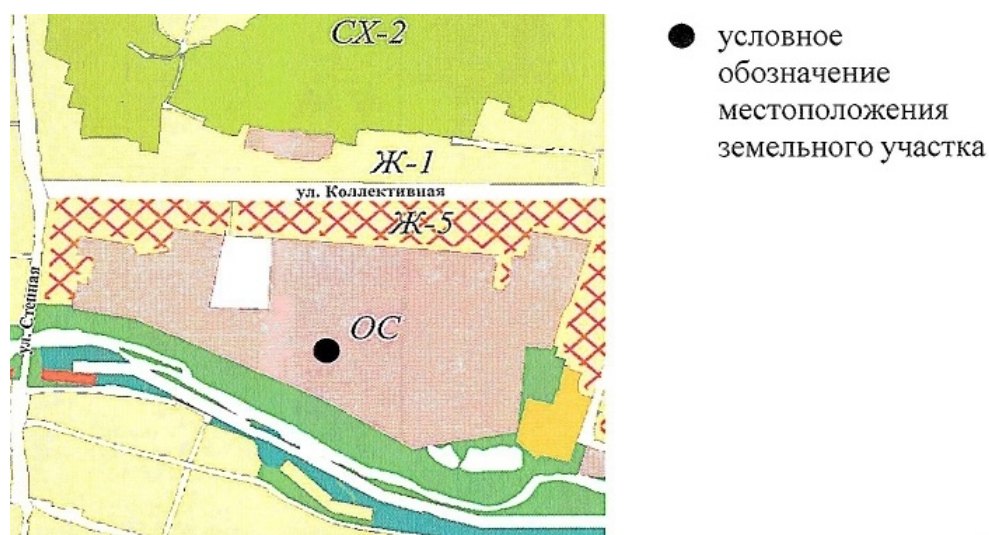 СХ-2
Ж-1
ул. Коллективная
Ж-5
ул. Степная
ОС
условное
обозначение
местоположения
земельного участка